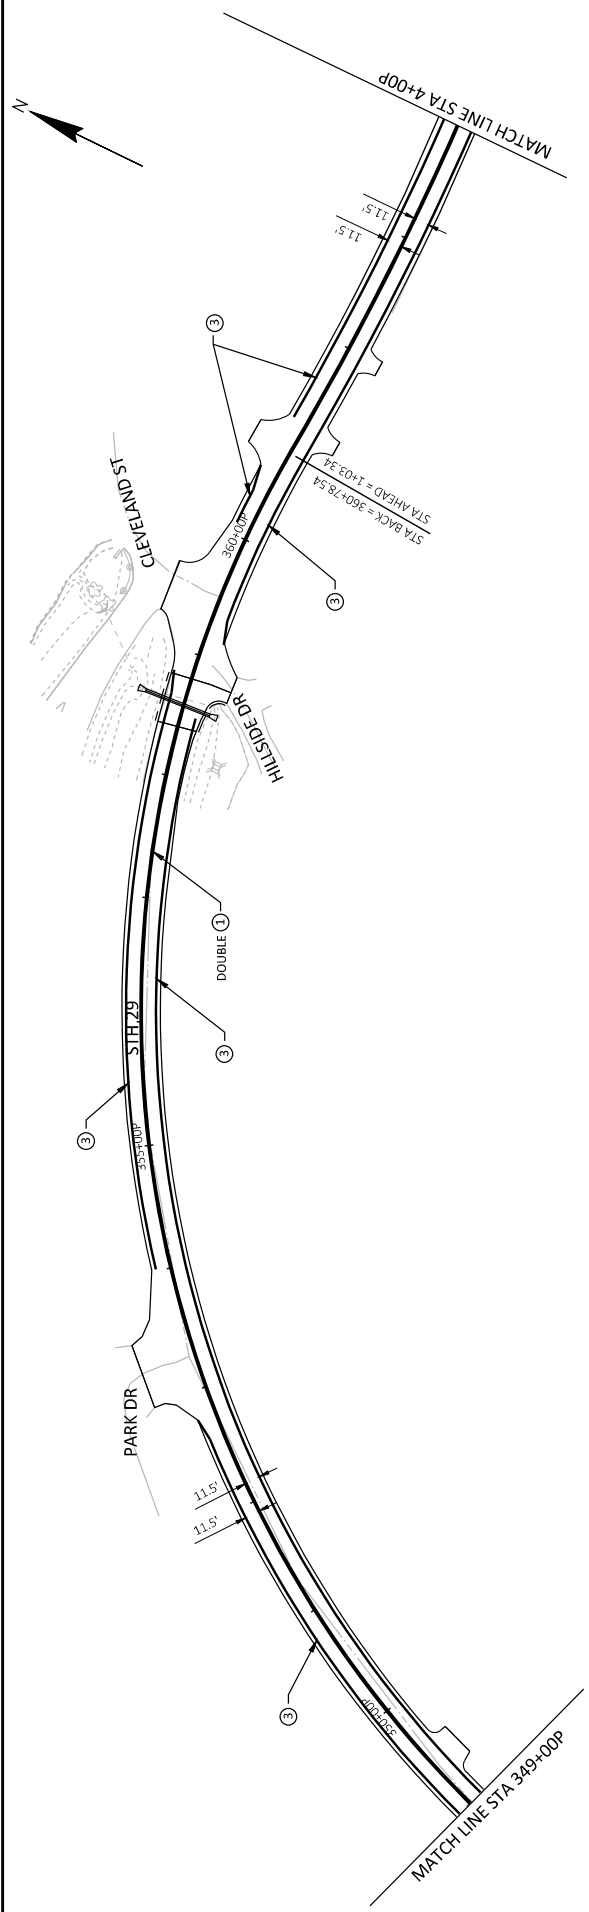 N
MATCH LINE STA 4+00P
11.5'
11.5'
3
CLEVELAND ST
360+00P
STA BACK = 360+78.54
STA AHEAD = 1+03.34
3
HILLSIDE DR
DOUBLE 1
STH 29
3
3
355+00P
PARK DR
11.5'
11.5'
3
350+00P
MATCH LINE STA 349+00P